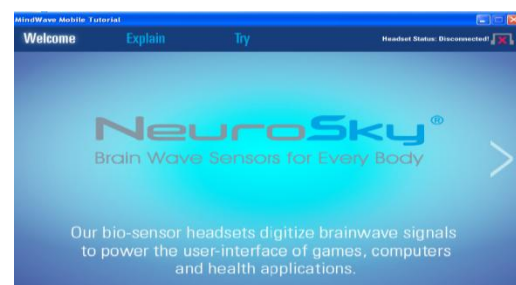 MindWave Mobile Tutorial
Welcome Explain Try Headset Status: Disconnected!
NeuroSky®
Brain Wave Sensors for Every Body
Our bio-sensor headsets digitize brainwave signals
to power the user-interface of games, computers
and health applications.